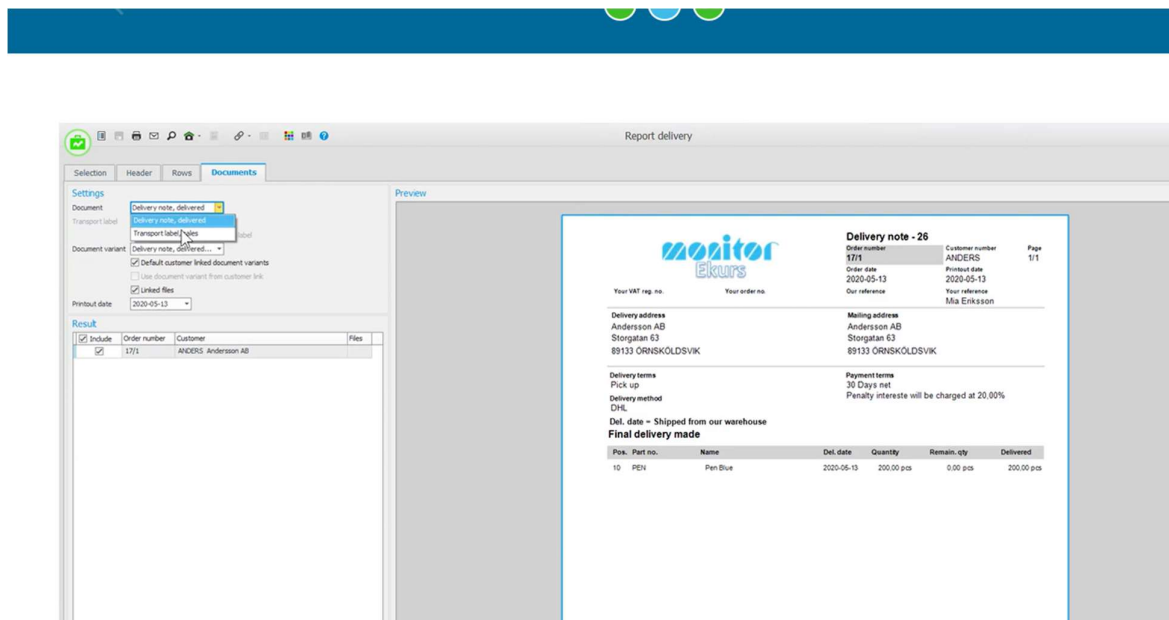 Report delivery
Selection Header Rows Documents
Settings
Document Delivery note, delivered
Delivery note, delivered
Transport label
Transport label, sales
label
Document variant Delivery note, delivered...
Default customer linked document variants
Use document variant from customer link
Linked files
Printout date 2020-05-13
Result
Include Order number Customer Files
17/1 ANDERS Andersson AB
Preview
monitor
Ekurs
Delivery note - 26
Order number Customer number Page
17/1 ANDERS 1/1
Order date Printout date
2020-05-13 2020-05-13
Your VAT reg. no. Your order no. Our reference Your reference
Mia Eriksson
Delivery address Mailing address
Andersson AB Andersson AB
Storgatan 63 Storgatan 63
89133 ÖRNSKÖLDSVIK 89133 ÖRNSKÖLDSVIK
Delivery terms Payment terms
Pick up 30 Days net
Delivery method Penalty intereste will be charged at 20,00%
DHL
Del. date = Shipped from our warehouse
Final delivery made
Pos. Part no. Name Del. date Quantity Remain. qty Delivered
10 PEN Pen Blue 2020-05-13 200,00 pcs 0,00 pcs 200,00 pcs